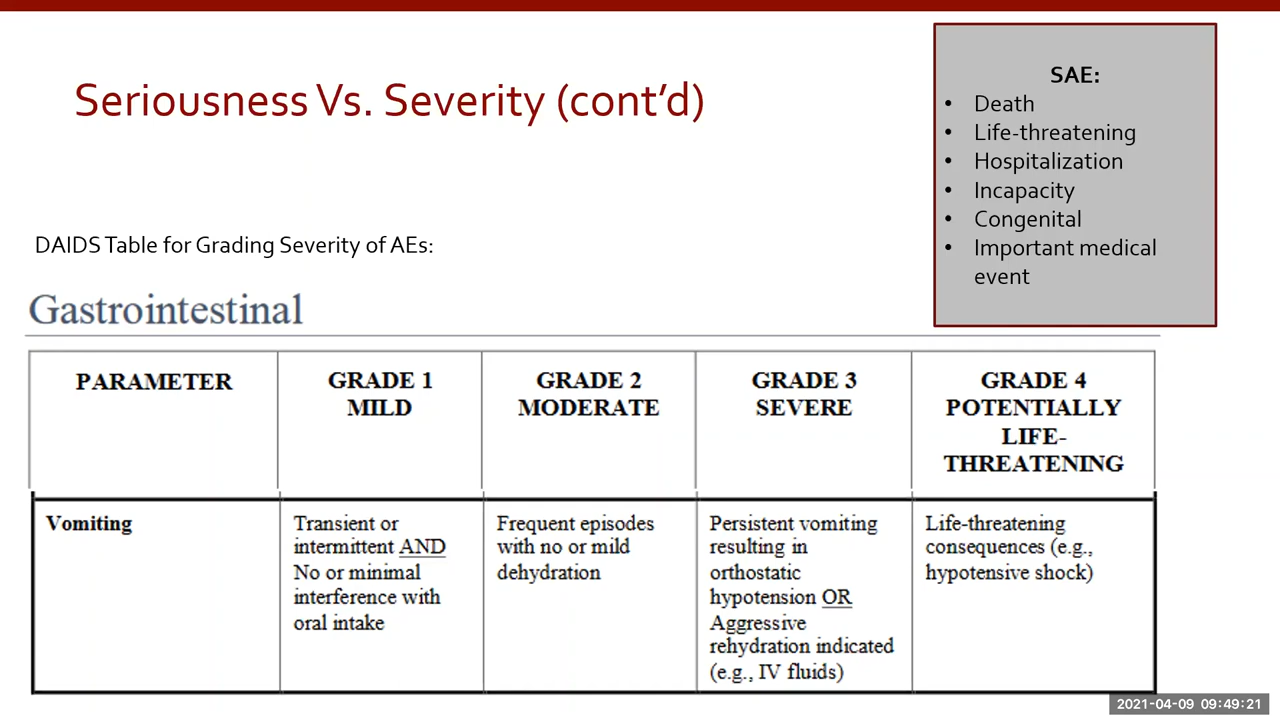 Seriousness Vs. Severity (cont’d)
SAE:
• Death
• Life-threatening
• Hospitalization
• Incapacity
• Congenital
• Important medical
event
DAIDS Table for Grading Severity of AEs:
Gastrointestinal
PARAMETER
GRADE 1
MILD
GRADE 2
MODERATE
GRADE 3
SEVERE
GRADE 4
POTENTIALLY
LIFE-
THREATENING
Vomiting
Transient or
intermittent AND
No or minimal
interference with
oral intake
Frequent episodes
with no or mild
dehydration
Persistent vomiting
resulting in
orthostatic
hypotension OR
Aggressive
rehydration indicated
(e.g., IV fluids)
Life-threatening
consequences (e.g.,
hypotensive shock)
2021-04-09 09:49:21